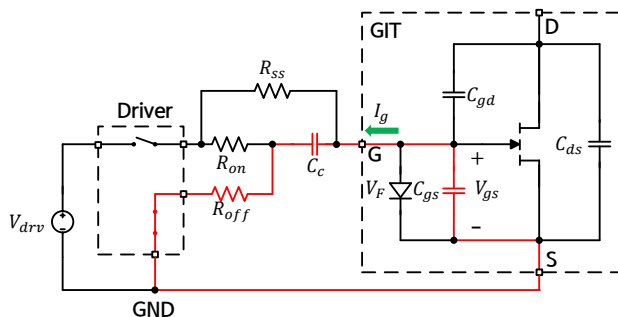 D
GIT
R_ss
C_gd
Driver
I_g
G
R_on
C_c
+
C_ds
V_F
C_gs
V_gs
R_off
V_drv
+
−
−
S
GND